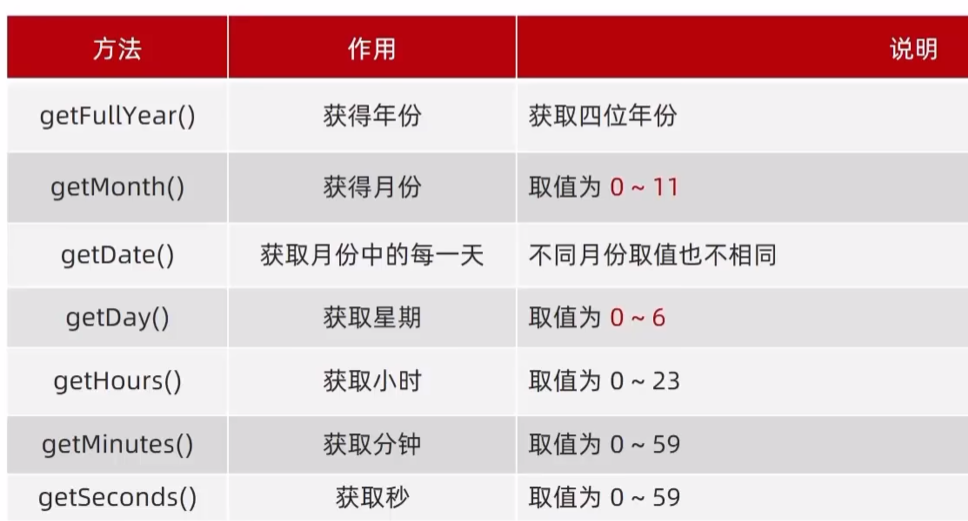 方法 作用 说明
getFullYear() 获得年份 获取四位年份
getMonth() 获得月份 取值为 0 ~ 11
getDate() 获取月份中的每一天 不同月份取值也不相同
getDay() 获取星期 取值为 0 ~ 6
getHours() 获取小时 取值为 0 ~ 23
getMinutes() 获取分钟 取值为 0 ~ 59
getSeconds() 获取秒 取值为 0 ~ 59